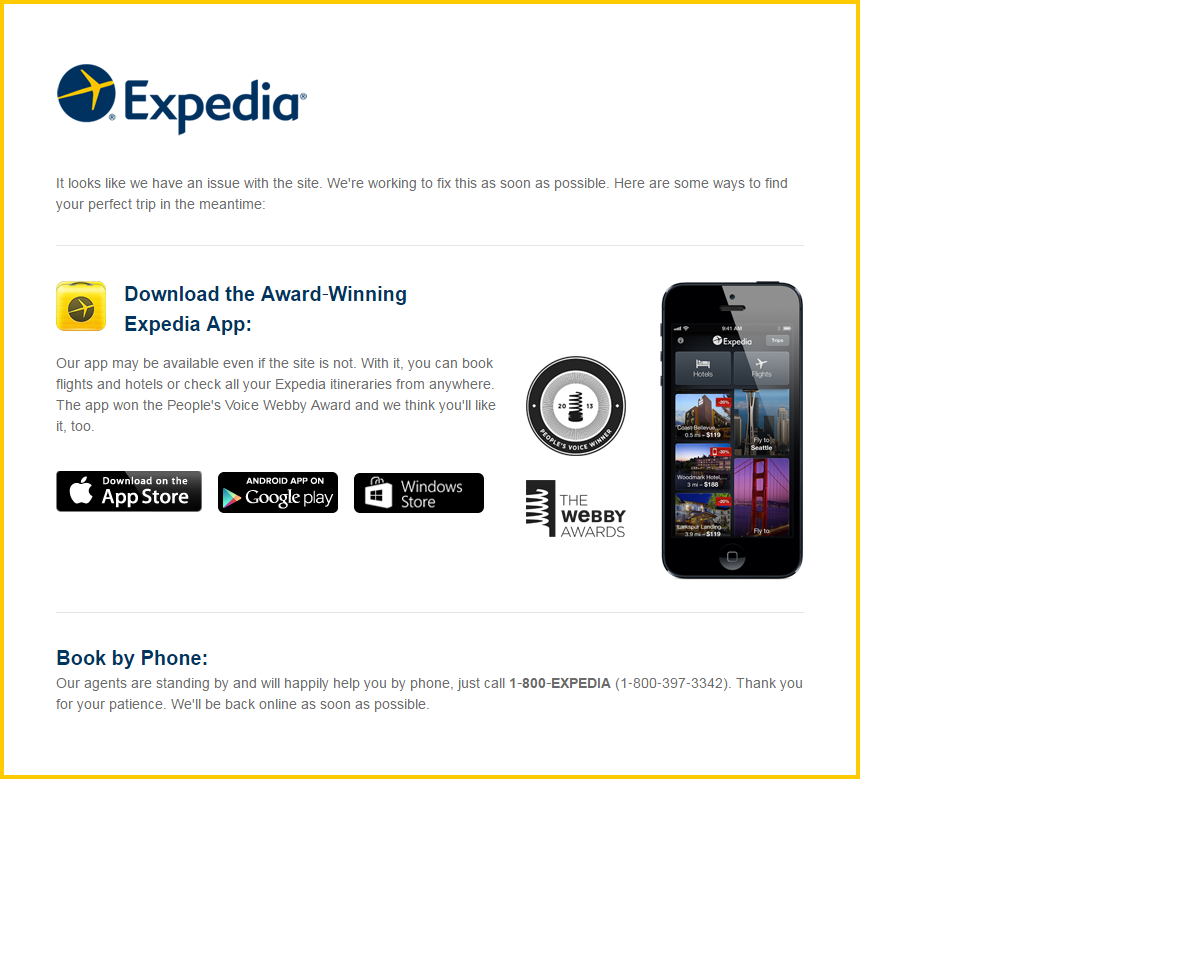 Expedia®
It looks like we have an issue with the site. We're working to fix this as soon as possible. Here are some ways to find
your perfect trip in the meantime:
Download the Award-Winning
Expedia App:
Our app may be available even if the site is not. With it, you can book
flights and hotels or check all your Expedia itineraries from anywhere.
The app won the People's Voice Webby Award and we think you'll like
it, too.
Download on the
App Store
ANDROID APP ON
Google play
Windows
Store
20 13
PEOPLE'S VOICE WINNER
THE
WEBBY
AWARDS
9:41 AM
Expedia
Trips
Hotels
Flights
-20%
Coast Bellevue...
0.5 mi – $119
Fly to
Seattle
-30%
Woodmark Hotel,...
3 mi – $188
-20%
Larkspur Landing
3.9 mi – $119
Fly to
Book by Phone:
Our agents are standing by and will happily help you by phone, just call 1-800-EXPEDIA (1-800-397-3342). Thank you
for your patience. We'll be back online as soon as possible.